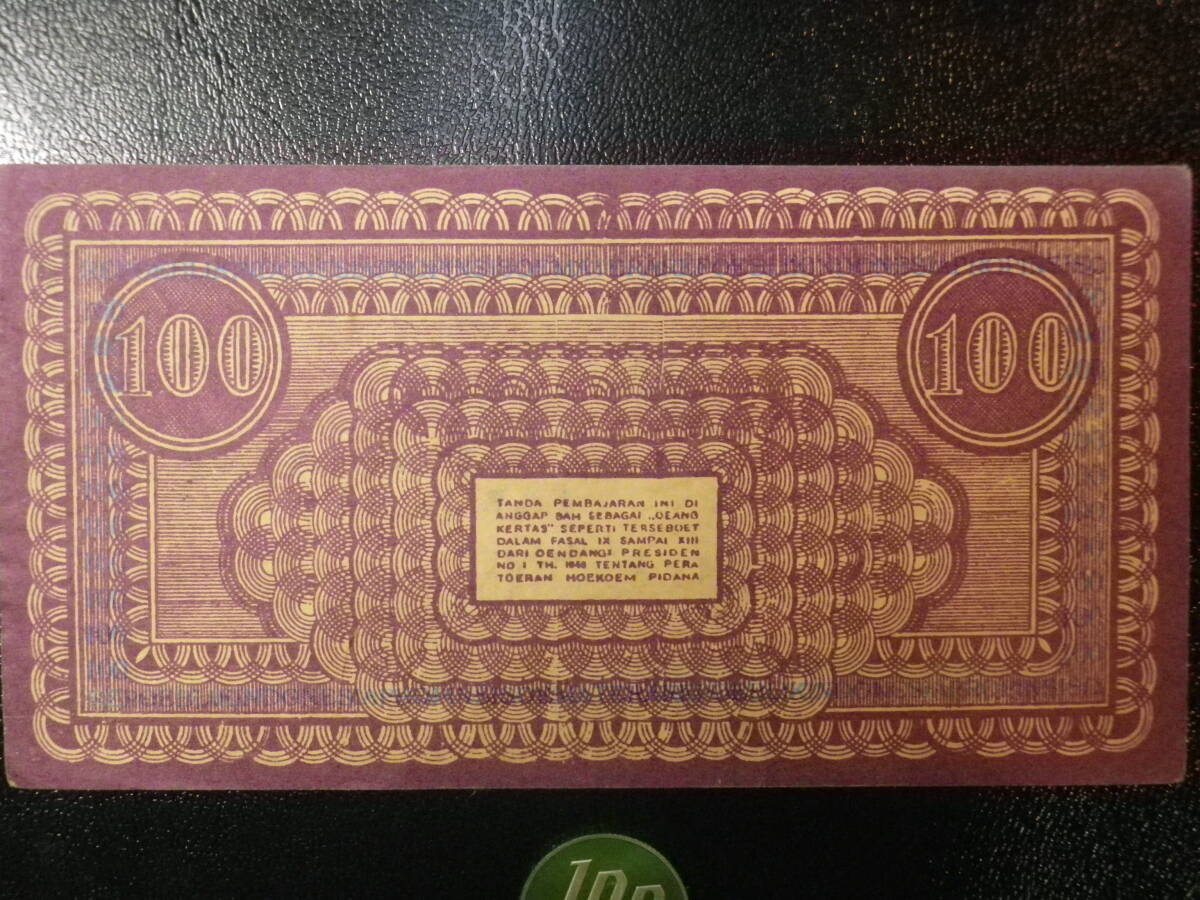 100 100
TANDA PEMBAJARAN INI DI
ANGGAP SAH SEBAGAI „OEANG
KERTAS" SEPERTI TERSEBOET
DALAM FASAL IX SAMPAI XIII
DARI OENDANG² PRESIDEN
NO 1 TH. 1946 TENTANG PERA
TOERAN HOEKOEM PIDANA
100